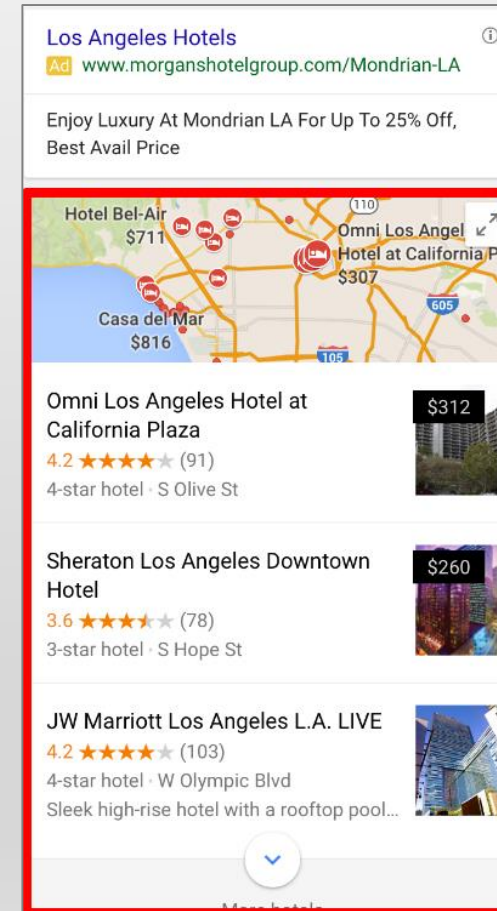 Los Angeles Hotels
Ad www.morganshotelgroup.com/Mondrian-LA
Enjoy Luxury At Mondrian LA For Up To 25% Off,
Best Avail Price
Hotel Bel-Air
$711
110
Omni Los Angel
Hotel at California P
$307
605
Casa del Mar
$816
105
Omni Los Angeles Hotel at
California Plaza
$312
4.2 ★★★★★ (91)
4-star hotel · S Olive St
Sheraton Los Angeles Downtown
Hotel
$260
3.6 ★★★★★ (78)
3-star hotel · S Hope St
JW Marriott Los Angeles L.A. LIVE
4.2 ★★★★★ (103)
4-star hotel · W Olympic Blvd
Sleek high-rise hotel with a rooftop pool...
More hotels